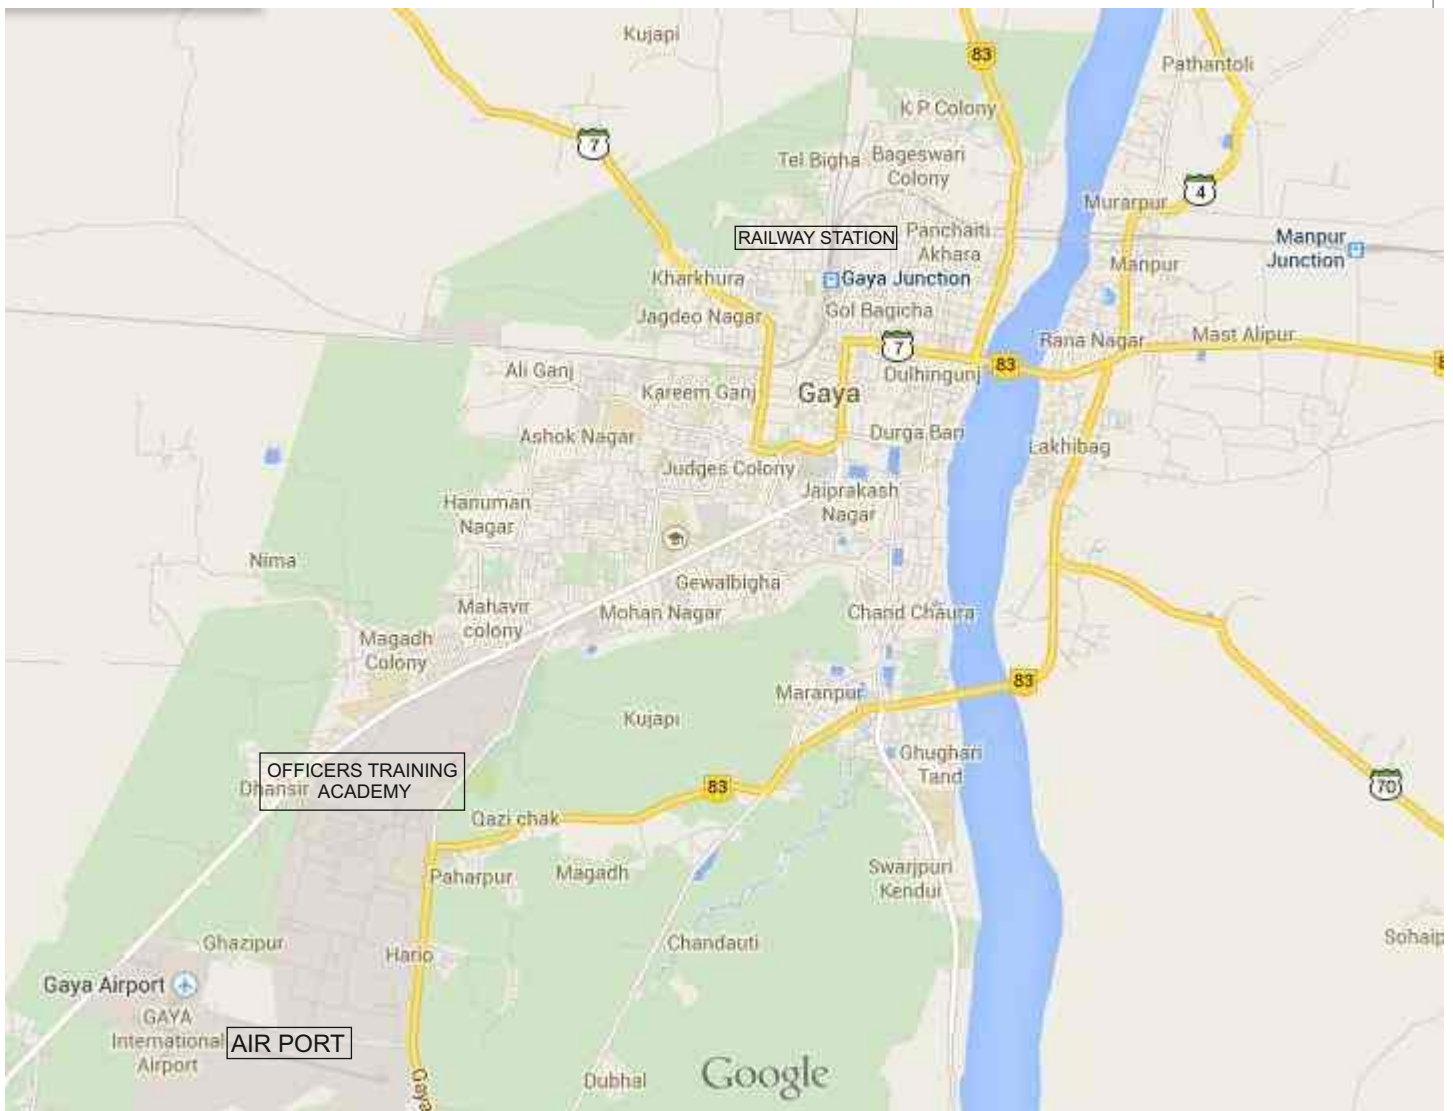 Kujapi
83
Pathantoli
K P Colony
7
Tel Bigha
Bageswari
Colony
4
Murarpur
RAILWAY STATION
Panchaiti
Akhara
Manpur
Junction
Manpur
Kharkhura
Gaya Junction
Jagdeo Nagar
Gol Bagicha
7
Rana Nagar
Mast Alipur
83
Ali Ganj
Dulhingunj
Kareem Ganj
Gaya
Ashok Nagar
Durga Bari
Lakhibag
Judges Colony
Jaiprakash
Nagar
Hanuman
Nagar
Nima
Gewalbigha
Mahavir
colony
Mohan Nagar
Chand Chaura
Magadh
Colony
83
Maranpur
Kujapi
Ghughari
Tand
OFFICERS TRAINING
ACADEMY
Dhansir
83
70
Qazi chak
Paharpur
Magadh
Swarjpuri
Kendui
Ghazipur
Hario
Chandauti
Sohaip
Gaya Airport
GAYA
International
Airport
AIR PORT
Dubhal
Google
Gaya